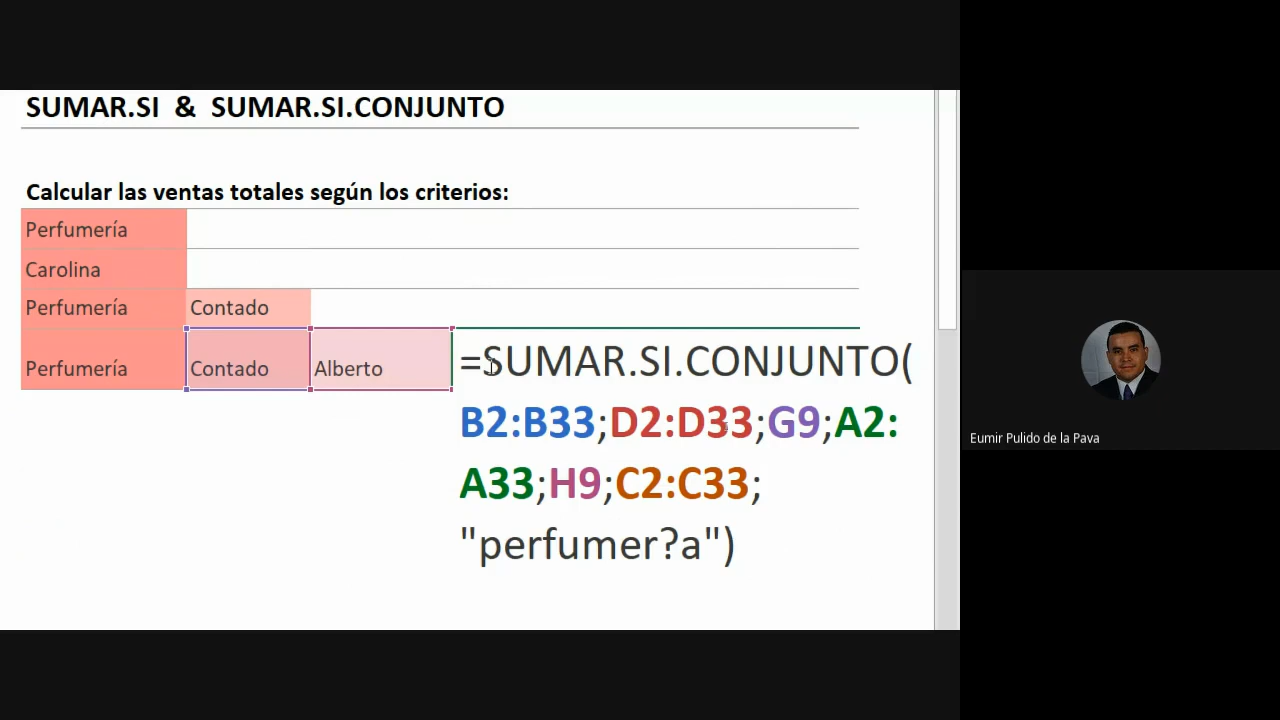 SUMAR.SI & SUMAR.SI.CONJUNTO
Calcular las ventas totales según los criterios:
Perfumería
Carolina
Perfumería Contado
Perfumería Contado Alberto
=SUMAR.SI.CONJUNTO(
B2:B33;D2:D33;G9;A2:
A33;H9;C2:C33;
"perfumer?a")
Eumir Pulido de la Pava